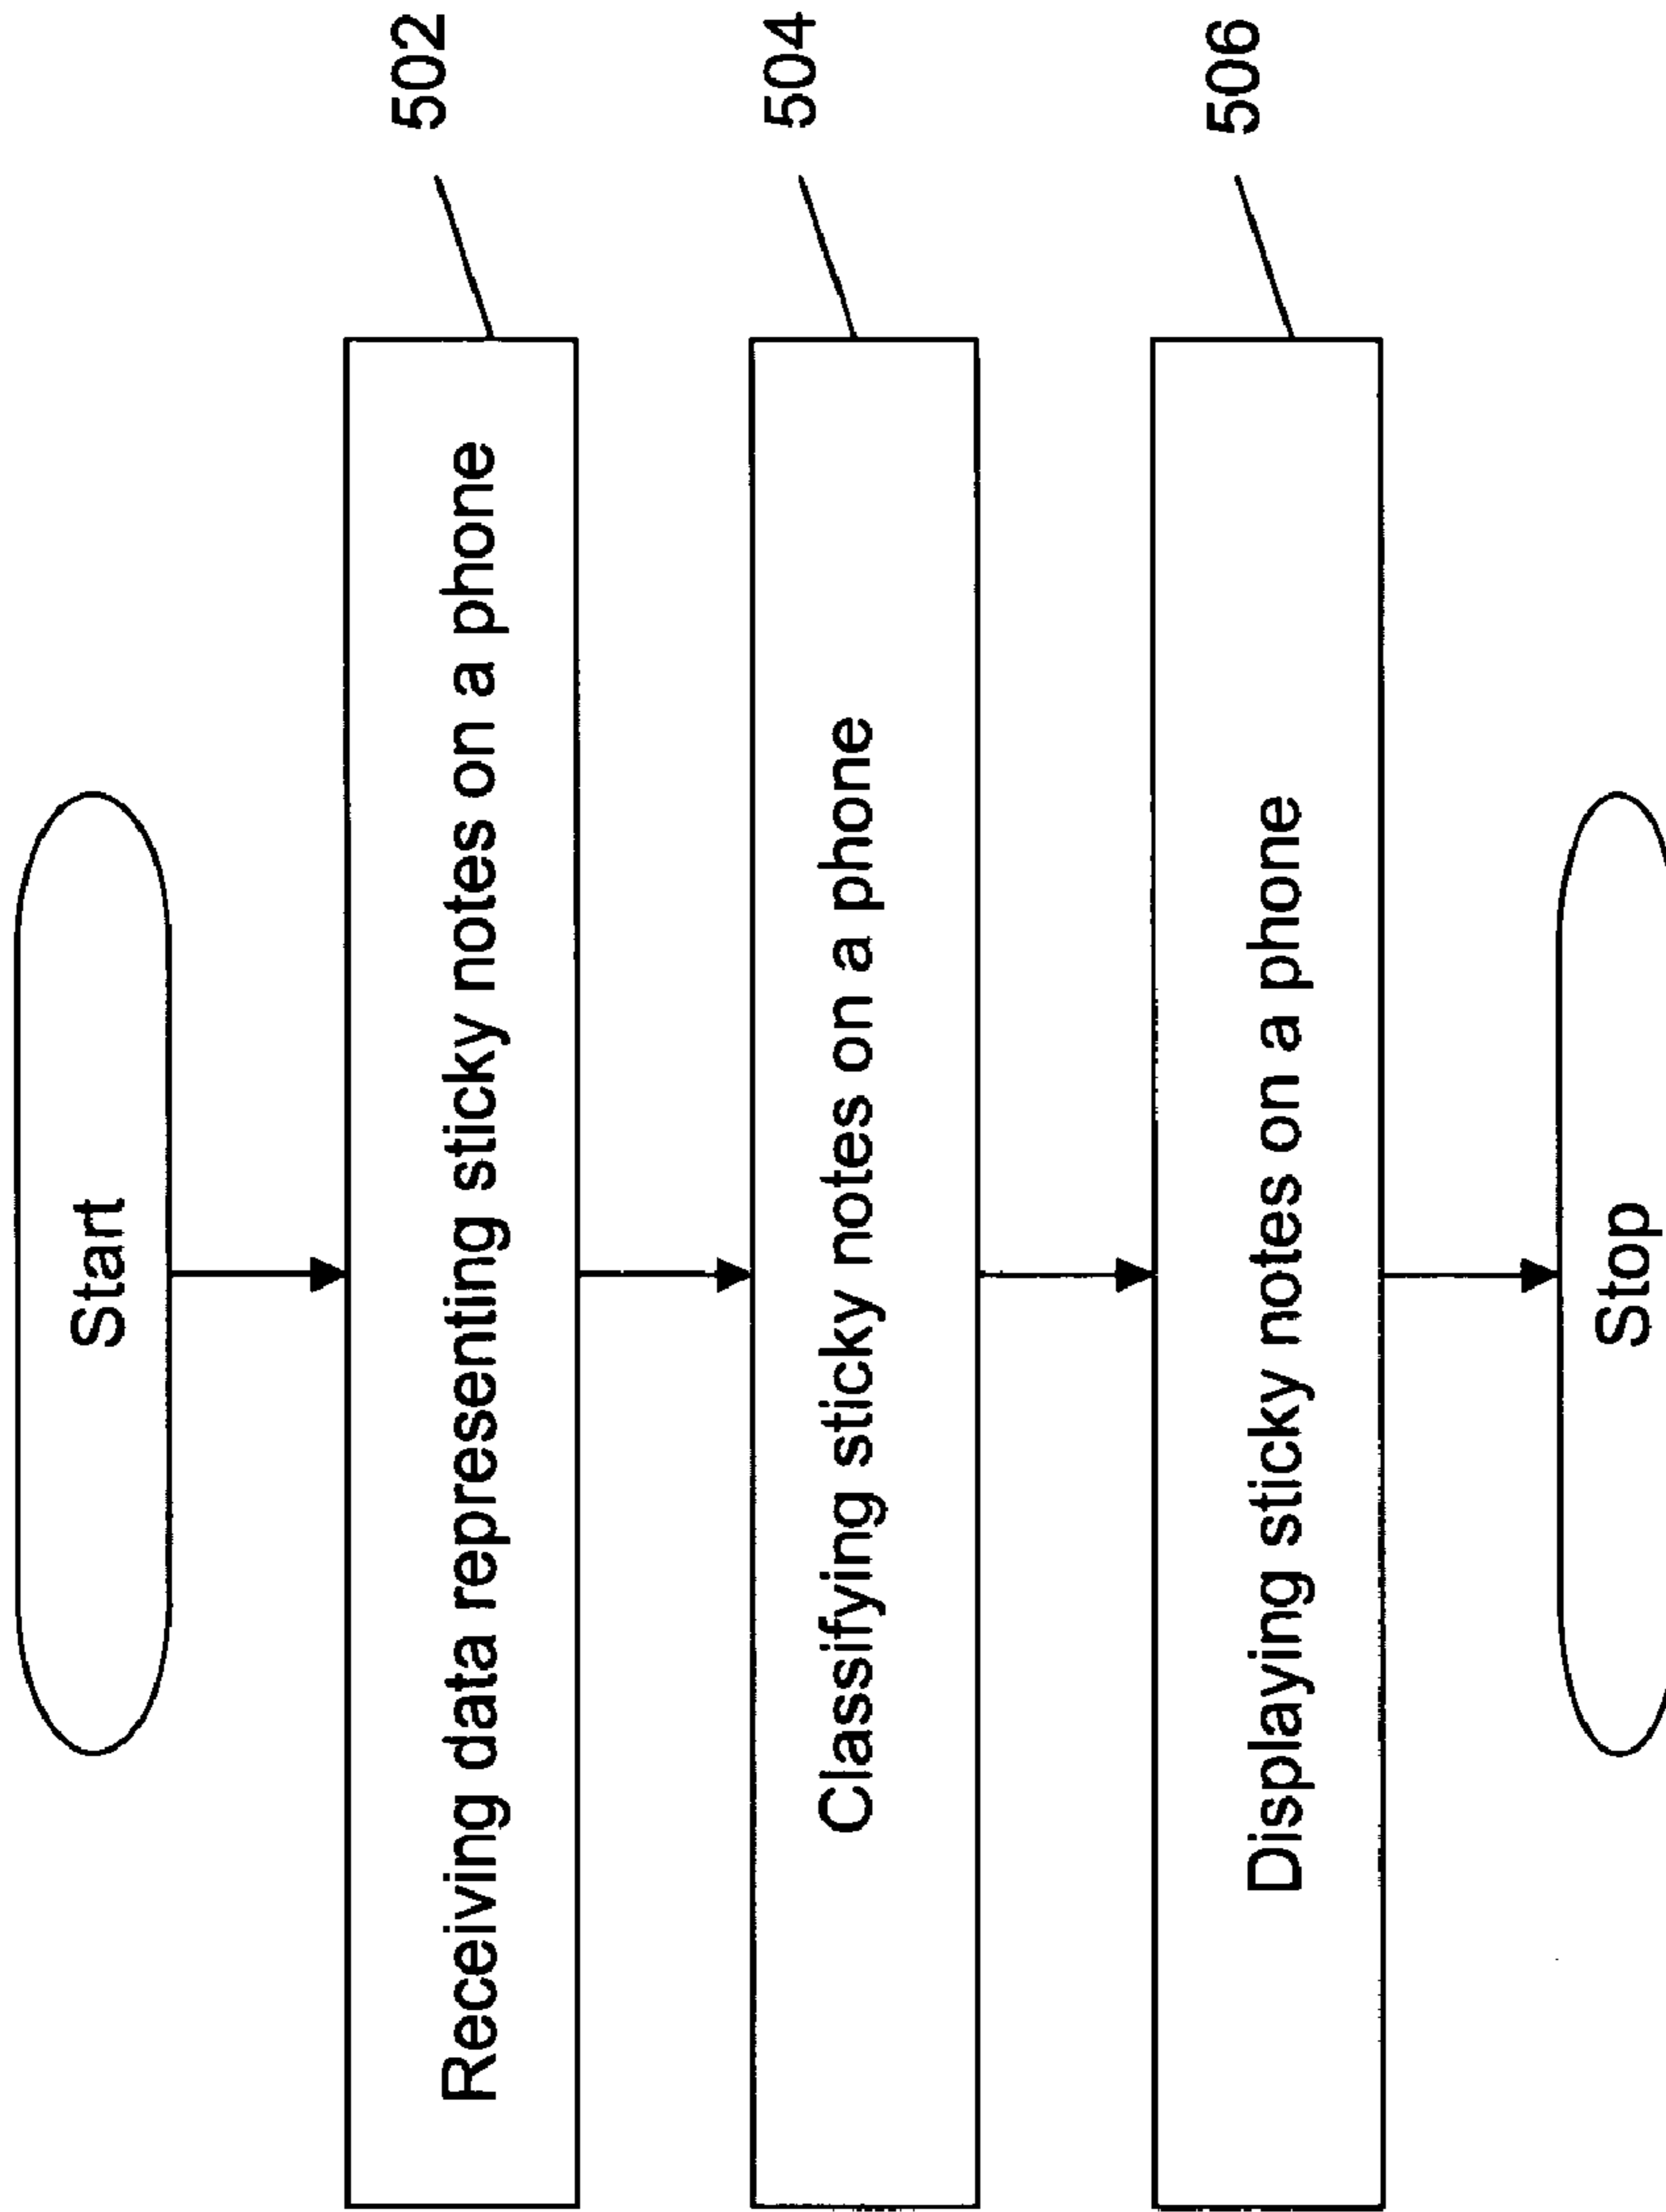 Start
Receiving data representing sticky notes on a phone
502
Classifying sticky notes on a phone
504
Displaying sticky notes on a phone
506
Stop